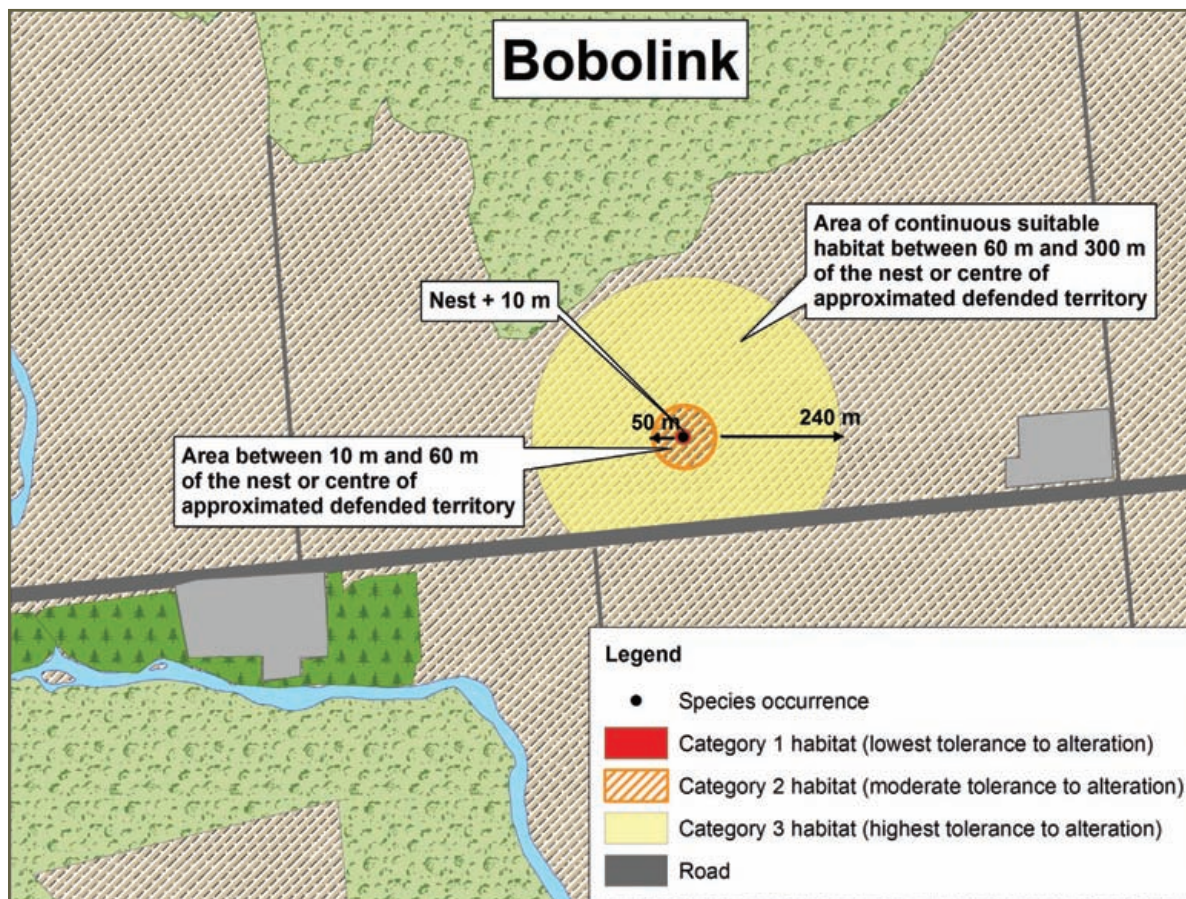 Bobolink
Area of continuous suitable
habitat between 60 m and 300 m
of the nest or centre of
approximated defended territory
Nest + 10 m
50 m
240 m
Area between 10 m and 60 m
of the nest or centre of
approximated defended territory
Legend
Species occurrence
Category 1 habitat (lowest tolerance to alteration)
Category 2 habitat (moderate tolerance to alteration)
Category 3 habitat (highest tolerance to alteration)
Road